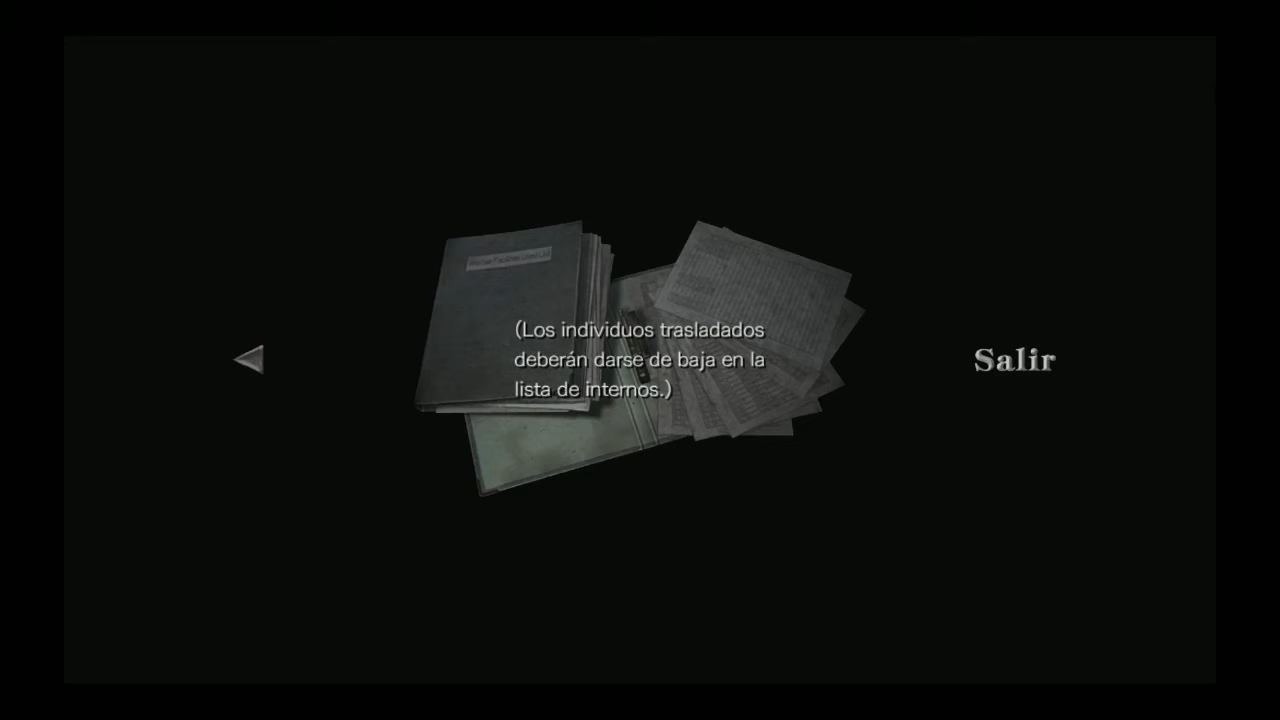 (Los individuos trasladados
deberán darse de baja en la
lista de internos.)
Salir